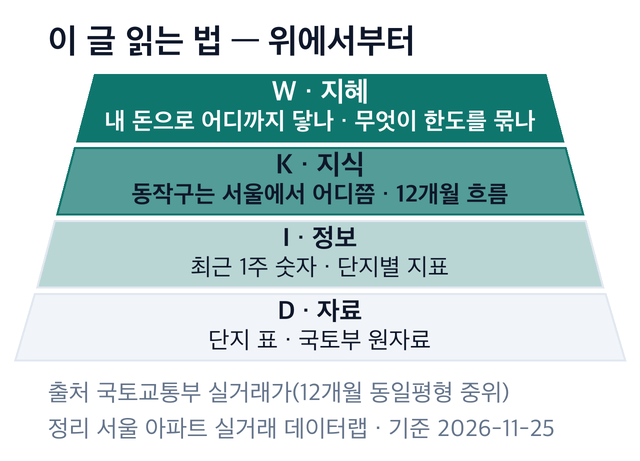 이 글 읽는 법 — 위에서부터
W · 지혜
내 돈으로 어디까지 닿나 · 무엇이 한도를 묶나
K · 지식
동작구는 서울에서 어디쯤 · 12개월 흐름
I · 정보
최근 1주 숫자 · 단지별 지표
D · 자료
단지 표 · 국토부 원자료
출처 국토교통부 실거래가(12개월 동일평형 중위)
정리 서울 아파트 실거래 데이터랩 · 기준 2026-11-25